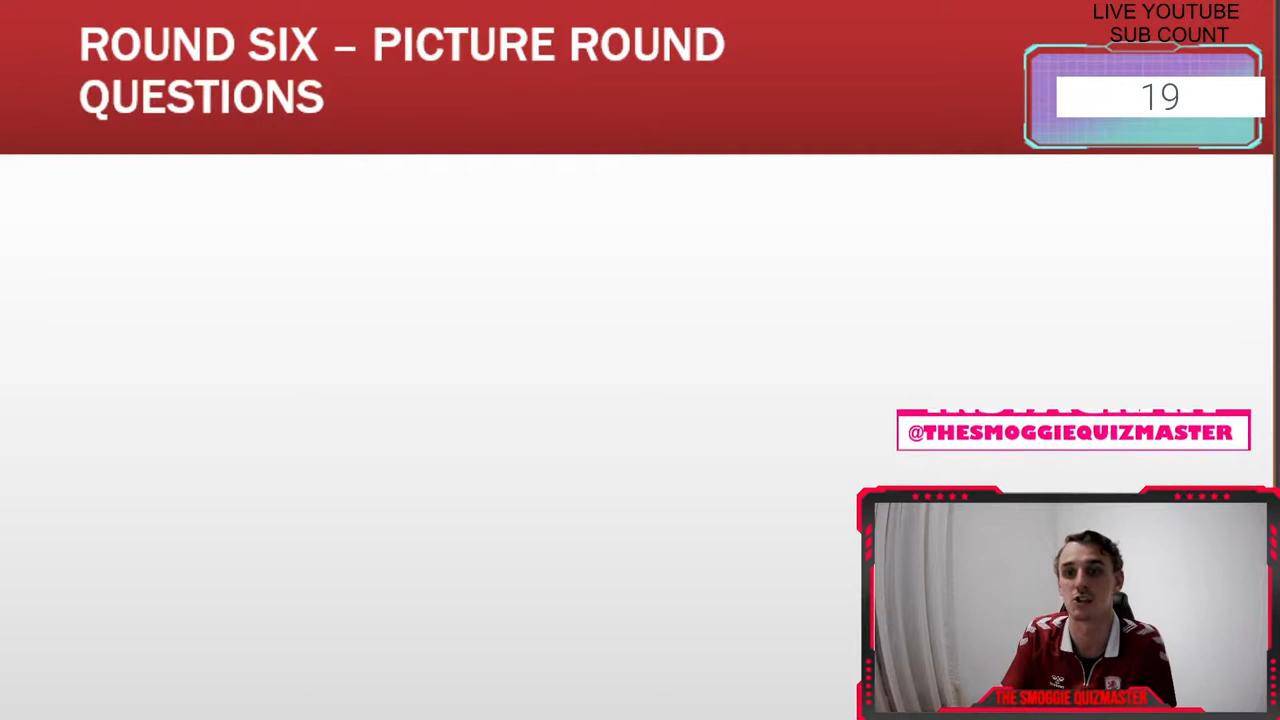 ROUND SIX – PICTURE ROUND
QUESTIONS
LIVE YOUTUBE
SUB COUNT
19
@THESMOGGIEQUIZMASTER
THE SMOGGIE QUIZMASTER